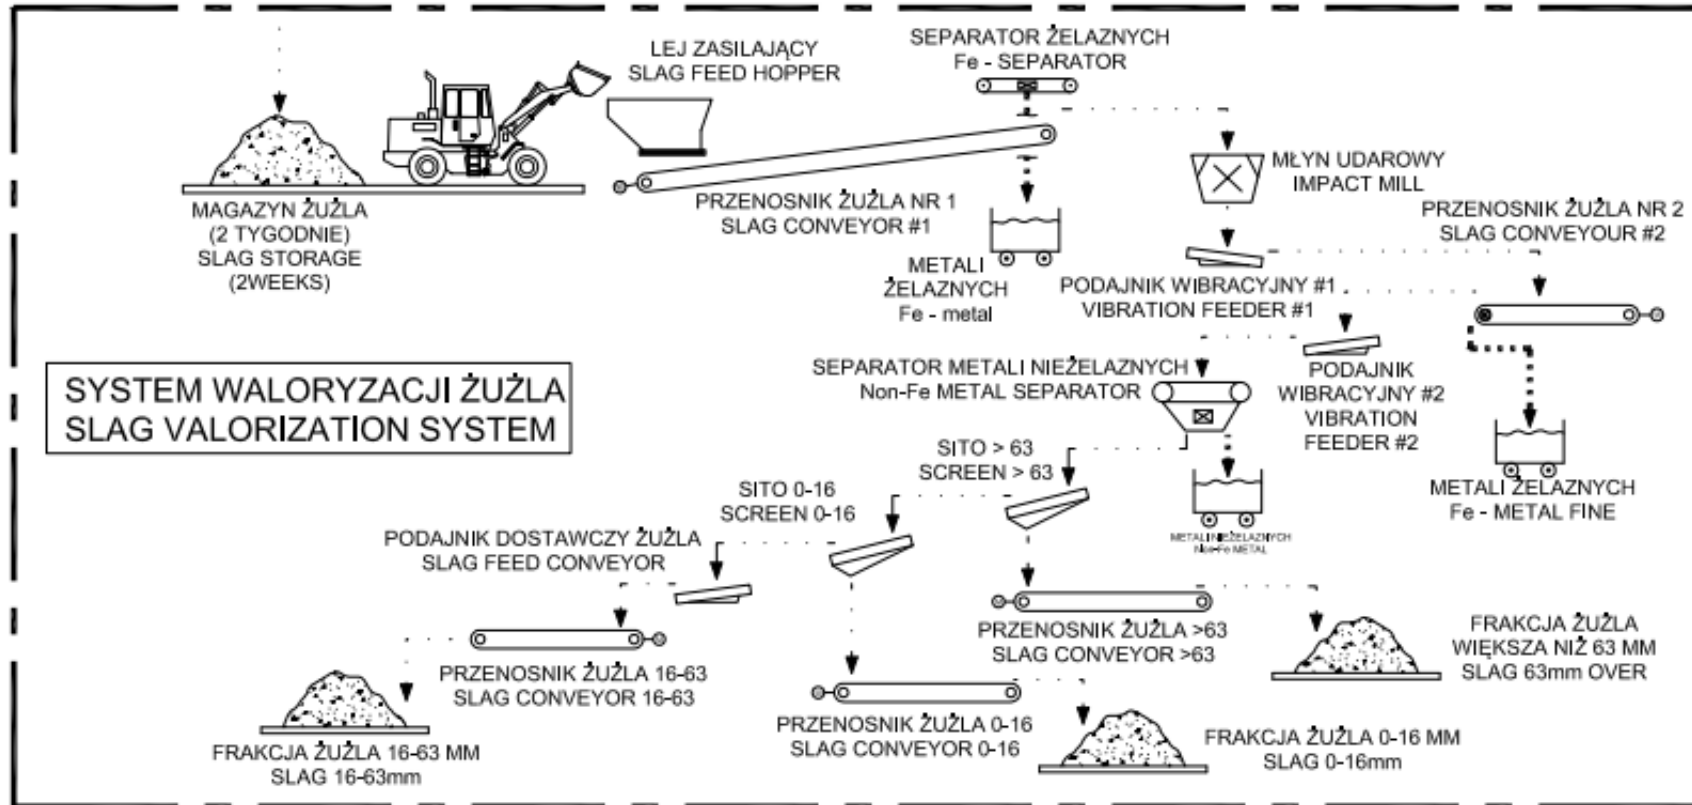 LEJ ZASILAJĄCY
SLAG FEED HOPPER
SEPARATOR ŻELAZNYCH
Fe - SEPARATOR
MŁYN UDAROWY
IMPACT MILL
MAGAZYN ŻUŻLA
(2 TYGODNIE)
SLAG STORAGE
(2WEEKS)
PRZENOSNIK ŻUŻLA NR 1
SLAG CONVEYOR #1
PRZENOSNIK ŻUŻLA NR 2
SLAG CONVEYOUR #2
METALI
ŻELAZNYCH
Fe - metal
PODAJNIK WIBRACYJNY #1
VIBRATION FEEDER #1
SYSTEM WALORYZACJI ŻUŻLA
SLAG VALORIZATION SYSTEM
SEPARATOR METALI NIEŻELAZNYCH
Non-Fe METAL SEPARATOR
PODAJNIK
WIBRACYJNY #2
VIBRATION
FEEDER #2
SITO > 63
SCREEN > 63
SITO 0-16
SCREEN 0-16
METALI ŻELAZNYCH
Fe - METAL FINE
METALI NIEŻELAZNYCH
Non-Fe METAL
PODAJNIK DOSTAWCZY ŻUŻLA
SLAG FEED CONVEYOR
PRZENOSNIK ŻUŻLA >63
SLAG CONVEYOR >63
FRAKCJA ŻUŻLA
WIĘKSZA NIŻ 63 MM
SLAG 63mm OVER
PRZENOSNIK ŻUŻLA 16-63
SLAG CONVEYOR 16-63
PRZENOSNIK ŻUŻLA 0-16
SLAG CONVEYOR 0-16
FRAKCJA ŻUŻLA 0-16 MM
SLAG 0-16mm
FRAKCJA ŻUŻLA 16-63 MM
SLAG 16-63mm